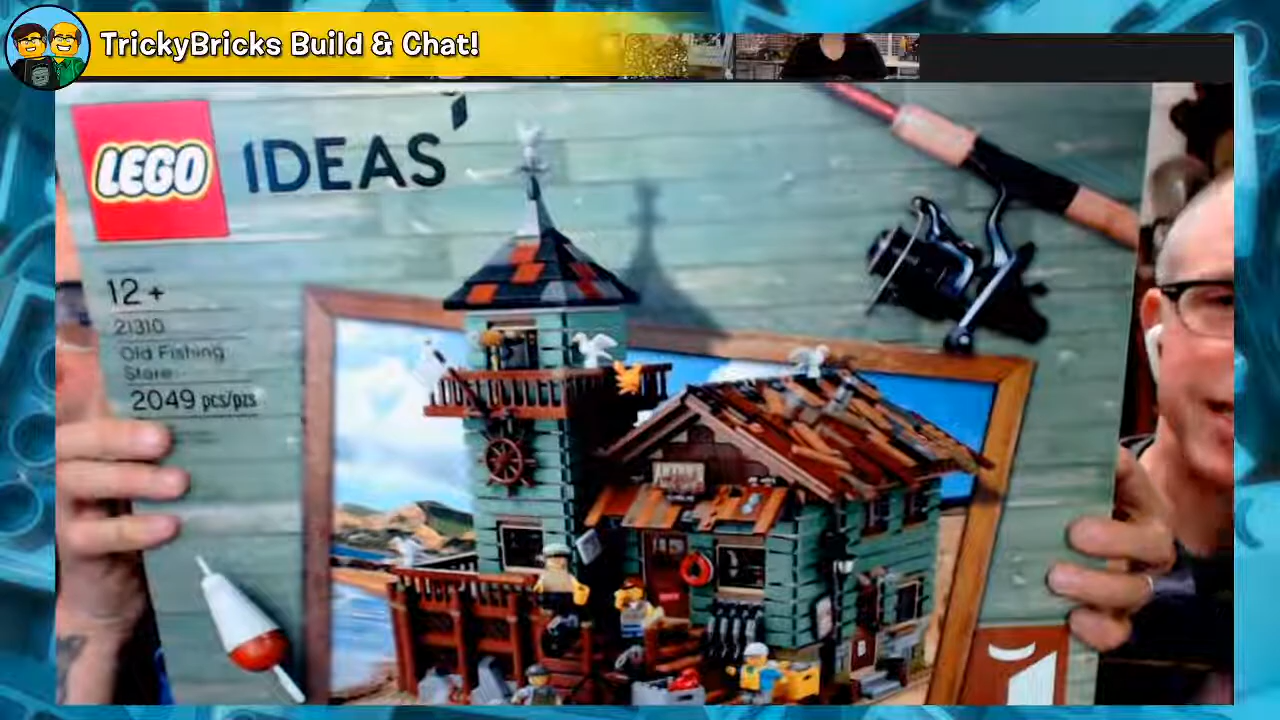 TrickyBricks Build & Chat!
LEGO
IDEAS
12+
21310
Old Fishing
Store
2049 pcs/pzs